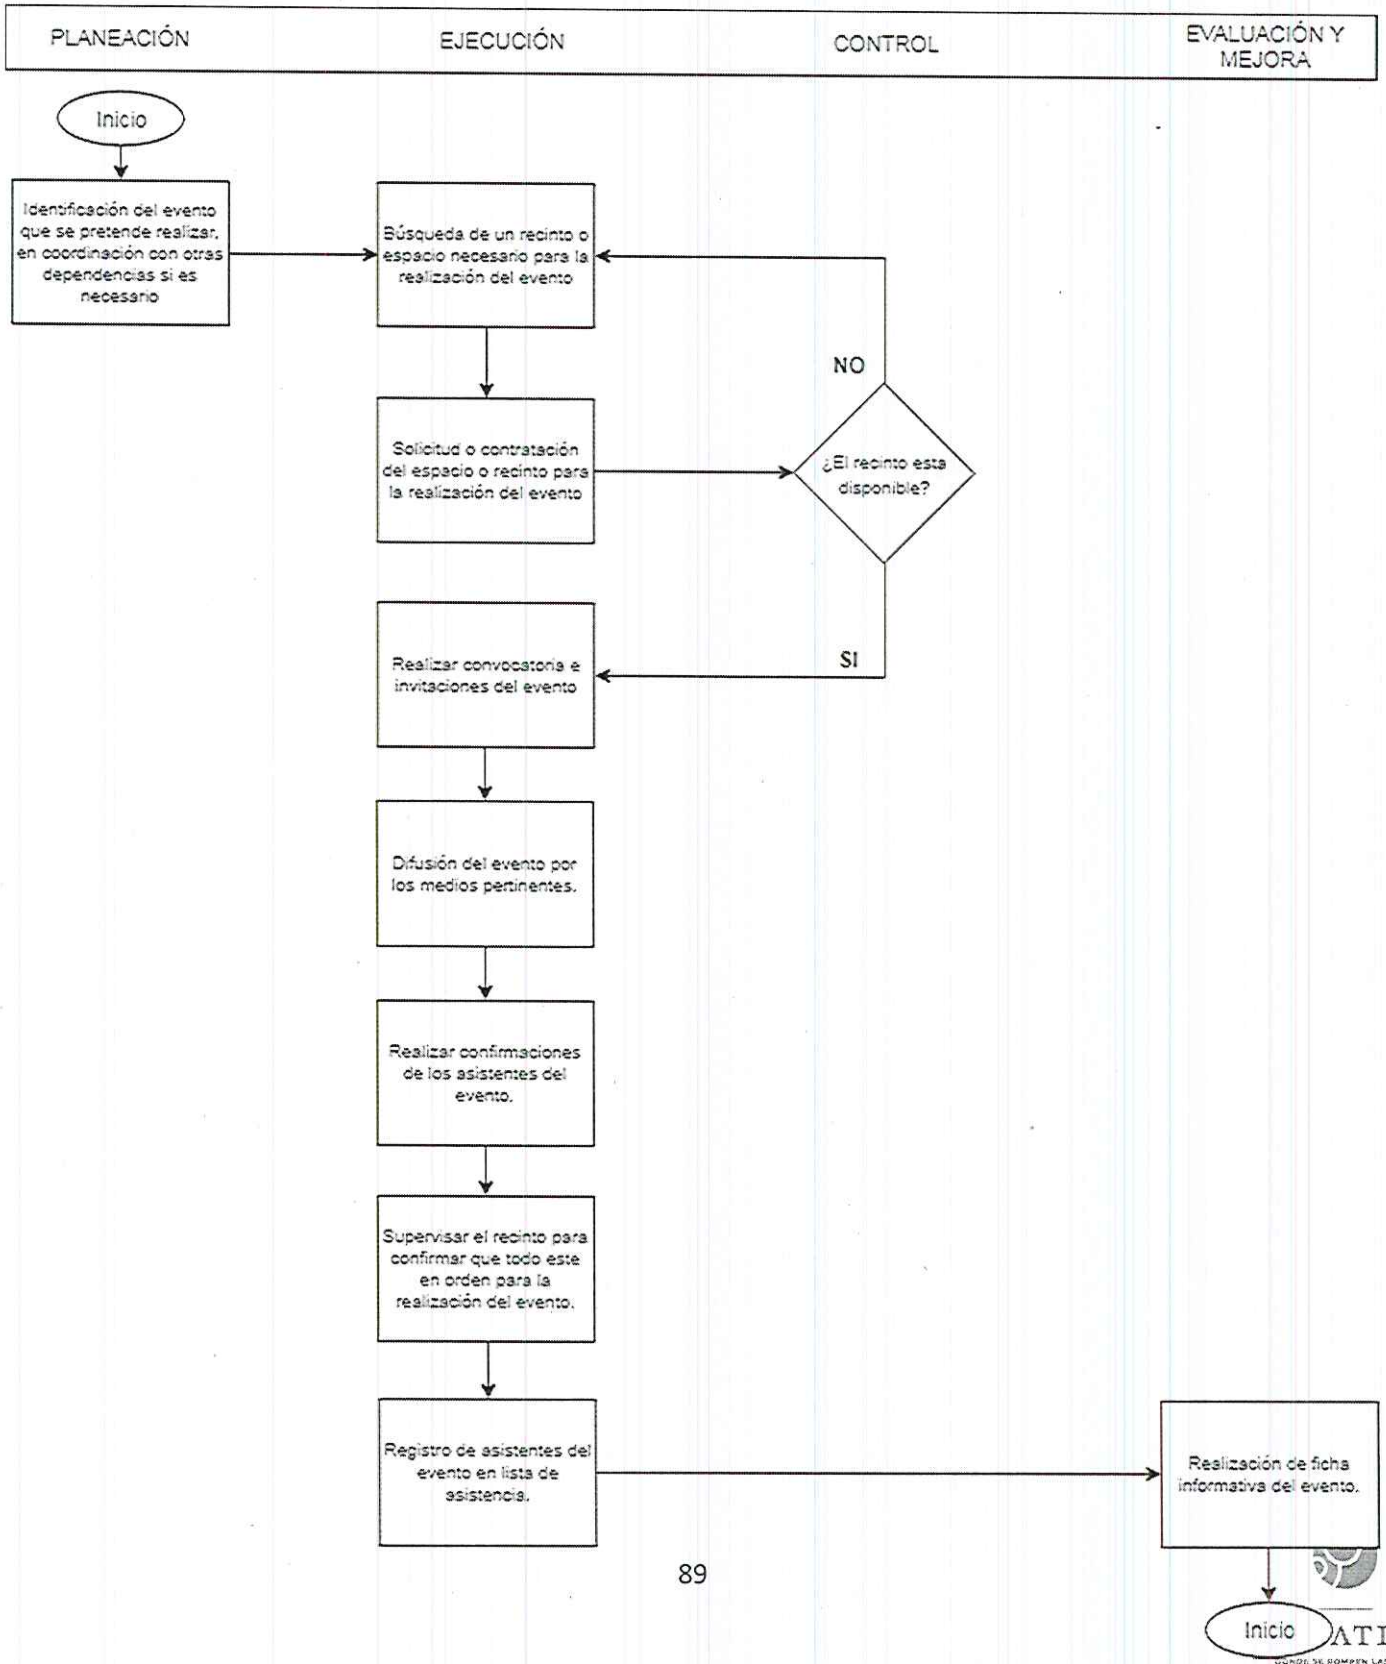 PLANEACIÓN
EJECUCIÓN
CONTROL
EVALUACIÓN Y
MEJORA
Inicio
Identificación del evento
que se pretende realizar,
en coordinación con otras
dependencias si es
necesario
Búsqueda de un recinto o
espacio necesario para la
realización del evento
NO
Solicitud o contratación
del espacio o recinto para
la realización del evento
¿El recinto esta
disponible?
SI
Realizar convocatoria e
invitaciones del evento
Difusión del evento por
los medios pertinentes.
Realizar confirmaciones
de los asistentes del
evento.
Supervisar el recinto para
confirmar que todo este
en orden para la
realización del evento.
Registro de asistentes del
evento en lista de
asistencia.
Realización de ficha
informativa del evento.
89
Inicio
ATI
DONDE SE ROMPEN LAS